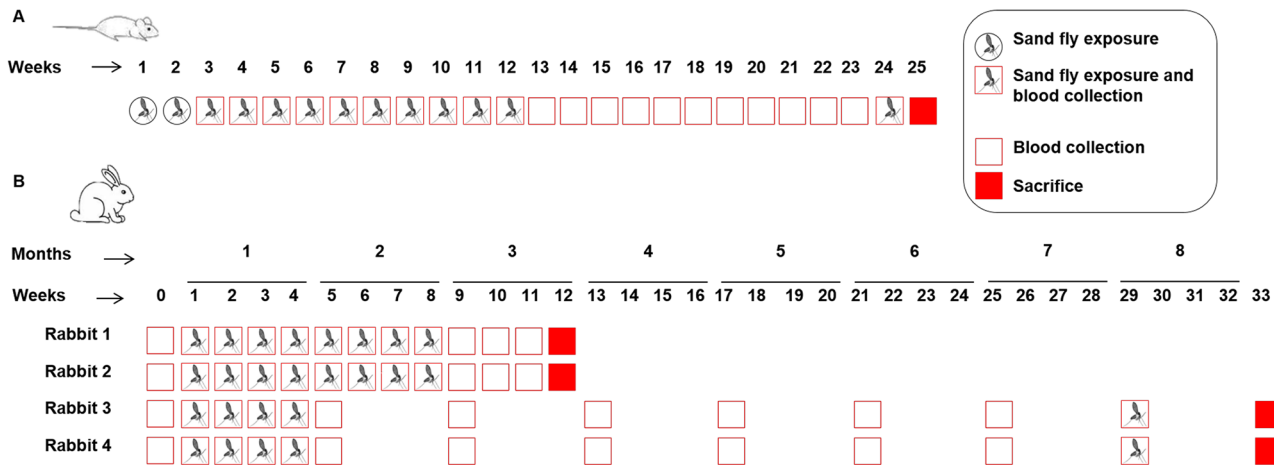 A
Weeks → 1 2 3 4 5 6 7 8 9 10 11 12 13 14 15 16 17 18 19 20 21 22 23 24 25
Sand fly exposure
Sand fly exposure and
blood collection
Blood collection
Sacrifice
B
Months → 1 2 3 4 5 6 7 8
Weeks → 0 1 2 3 4 5 6 7 8 9 10 11 12 13 14 15 16 17 18 19 20 21 22 23 24 25 26 27 28 29 30 31 32 33
Rabbit 1
Rabbit 2
Rabbit 3
Rabbit 4